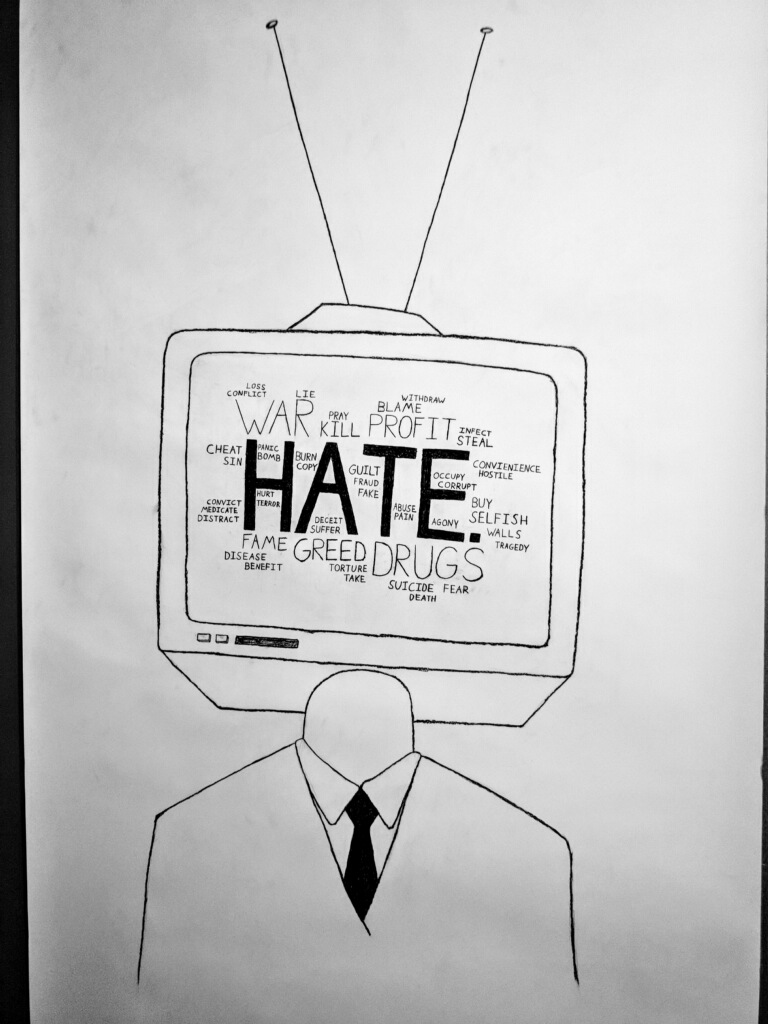 LOSS
CONFLICT
LIE
WITHDRAW
WAR
PRAY
KILL
BLAME
PROFIT
INFECT
STEAL
CHEAT
SIN
PANIC
BOMB
BURN
COPY
HATE.
GUILT
FRAUD
FAKE
OCCUPY
CORRUPT
CONVIENIENCE
HOSTILE
CONVICT
MEDICATE
DISTRACT
HURT
TERROR
DECEIT
SUFFER
ABUSE
PAIN
AGONY
BUY
SELFISH
WALLS
TRAGEDY
FAME
GREED
DRUGS
DISEASE
BENEFIT
TORTURE
TAKE
SUICIDE FEAR
DEATH